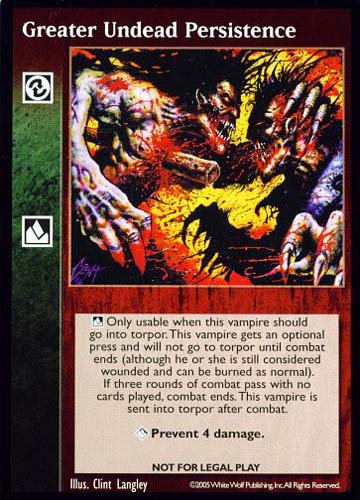 Greater Undead Persistence
Only usable when this vampire should
go into torpor. This vampire gets an optional
press and will not go to torpor until combat
ends (although he or she is still considered
wounded and can be burned as normal).
If three rounds of combat pass with no
cards played, combat ends. This vampire is
sent into torpor after combat.
Prevent 4 damage.
NOT FOR LEGAL PLAY
Illus. Clint Langley
©2005 White Wolf Publishing, Inc. All Rights Reserved.